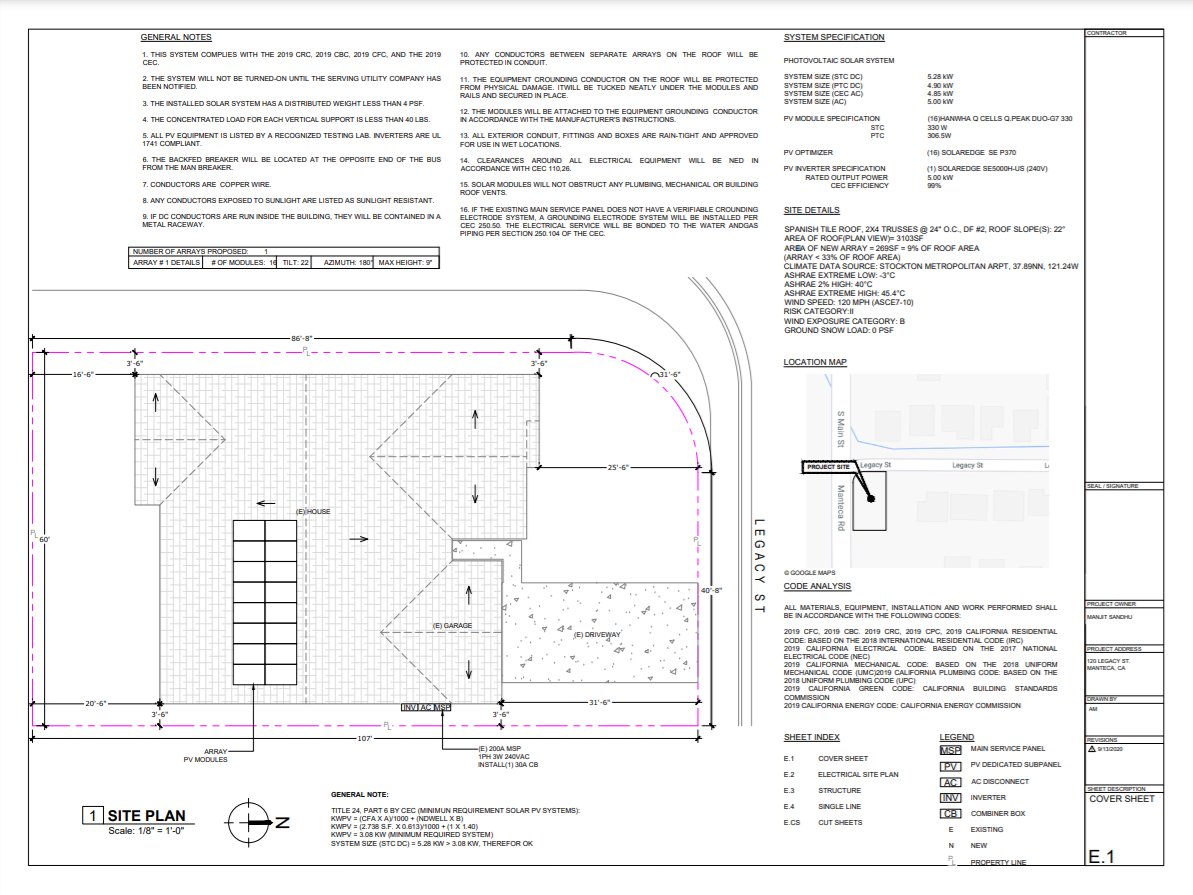 GENERAL NOTES
1. THIS SYSTEM COMPLIES WITH THE 2019 CRC, 2019 CBC, 2019 CFC, AND THE 2019
CEC.
2. THE SYSTEM WILL NOT BE TURNED-ON UNTIL THE SERVING UTILITY COMPANY HAS
BEEN NOTIFIED.
3. THE INSTALLED SOLAR SYSTEM HAS A DISTRIBUTED WEIGHT LESS THAN 4 PSF.
4. THE CONCENTRATED LOAD FOR EACH VERTICAL SUPPORT IS LESS THAN 40 LBS.
5. ALL PV EQUIPMENT IS LISTED BY A RECOGNIZED TESTING LAB. INVERTERS ARE UL
1741 COMPLIANT.
6. THE BACKFED BREAKER WILL BE LOCATED AT THE OPPOSITE END OF THE BUS
FROM THE MAN BREAKER.
7. CONDUCTORS ARE COPPER WIRE.
8. ANY CONDUCTORS EXPOSED TO SUNLIGHT ARE LISTED AS SUNLIGHT RESISTANT.
9. IF DC CONDUCTORS ARE RUN INSIDE THE BUILDING, THEY WILL BE CONTAINED IN A
METAL RACEWAY.
10. ANY CONDUCTORS BETWEEN SEPARATE ARRAYS ON THE ROOF WILL BE
PROTECTED IN CONDUIT.
11. THE EQUIPMENT CROUNDING CONDUCTOR ON THE ROOF WILL BE PROTECTED
FROM PHYSICAL DAMAGE. ITWILL BE TUCKED NEATLY UNDER THE MODULES AND
RAILS AND SECURED IN PLACE.
12. THE MODULES WILL BE ATTACHED TO THE EQUIPMENT GROUNDING CONDUCTOR
IN ACCORDANCE WITH THE MANUFACTURER'S INSTRUCTIONS.
13. ALL EXTERIOR CONDUIT, FITTINGS AND BOXES ARE RAIN-TIGHT AND APPROVED
FOR USE IN WET LOCATIONS.
14. CLEARANCES AROUND ALL ELECTRICAL EQUIPMENT WILL BE NED IN
ACCORDANCE WITH CEC 110,26.
15. SOLAR MODULES WILL NOT OBSTRUCT ANY PLUMBING, MECHANICAL OR BUILDING
ROOF VENTS.
16. IF THE EXISTING MAIN SERVICE PANEL DOES NOT HAVE A VERIFIABLE CROUNDING
ELECTRODE SYSTEM, A GROUNDING ELECTRODE SYSTEM WILL BE INSTALLED PER
CEC 250.50. THE ELECTRICAL SERVICE WILL BE BONDED TO THE WATER ANDGAS
PIPING PER SECTION 250.104 OF THE CEC.
NUMBER OF ARRAYS PROPOSED: 1
ARRAY # 1 DETAILS # OF MODULES: 16 TILT: 22 AZIMUTH: 180° MAX HEIGHT: 9"
SYSTEM SPECIFICATION
PHOTOVOLTAIC SOLAR SYSTEM
SYSTEM SIZE (STC DC) 5.28 kW
SYSTEM SIZE (PTC DC) 4.90 kW
SYSTEM SIZE (CEC AC) 4.85 kW
SYSTEM SIZE (AC) 5.00 kW
PV MODULE SPECIFICATION (16)HANWHA Q CELLS Q.PEAK DUO-G7 330
STC 330 W
PTC 306.5W
PV OPTIMIZER (16) SOLAREDGE SE P370
PV INVERTER SPECIFICATION (1) SOLAREDGE SE5000H-US (240V)
RATED OUTPUT POWER 5.00 kW
CEC EFFICIENCY 99%
SITE DETAILS
SPANISH TILE ROOF, 2X4 TRUSSES @ 24" O.C., DF #2, ROOF SLOPE(S): 22°
AREA OF ROOF(PLAN VIEW)= 3103SF
AREA OF NEW ARRAY = 269SF = 9% OF ROOF AREA
(ARRAY < 33% OF ROOF AREA)
CLIMATE DATA SOURCE: STOCKTON METROPOLITAN ARPT, 37.89NN, 121.24W
ASHRAE EXTREME LOW: -3°C
ASHRAE 2% HIGH: 40°C
ASHRAE EXTREME HIGH: 45.4°C
WIND SPEED: 120 MPH (ASCE7-10)
RISK CATEGORY:II
WIND EXPOSURE CATEGORY: B
GROUND SNOW LOAD: 0 PSF
LOCATION MAP
S Main St
PROJECT SITE
Legacy St
Legacy St
Manteca Rd
© GOOGLE MAPS
CODE ANALYSIS
ALL MATERIALS, EQUIPMENT, INSTALLATION AND WORK PERFORMED SHALL
BE IN ACCORDANCE WITH THE FOLLOWING CODES:
2019 CFC, 2019 CBC. 2019 CRC, 2019 CPC, 2019 CALIFORNIA RESIDENTIAL
CODE: BASED ON THE 2018 INTERNATIONAL RESIDENTIAL CODE (IRC)
2019 CALIFORNIA ELECTRICAL CODE: BASED ON THE 2017 NATIONAL
ELECTRICAL CODE (NEC)
2019 CALIFORNIA MECHANICAL CODE: BASED ON THE 2018 UNIFORM
MECHANICAL CODE (UMC)2019 CALIFORNIA PLUMBING CODE: BASED ON THE
2018 UNIFORM PLUMBING CODE (UPC)
2019 CALIFORNIA GREEN CODE: CALIFORNIA BUILDING STANDARDS
COMMISSION
2019 CALIFORNIA ENERGY CODE: CALIFORNIA ENERGY COMMISSION
SHEET INDEX
E.1 COVER SHEET
E.2 ELECTRICAL SITE PLAN
E.3 STRUCTURE
E.4 SINGLE LINE
E.CS CUT SHEETS
LEGEND
MSP MAIN SERVICE PANEL
PV PV DEDICATED SUBPANEL
AC AC DISCONNECT
INV INVERTER
CB COMBINER BOX
E EXISTING
N NEW
PL PROPERTY LINE
86'-8"
PL
3'-6"
3'-6"
16'-6"
31'-6"
25'-6"
(E) HOUSE
PL
60'
PL
LEGACY ST
40'-8"
(E) GARAGE
(E) DRIVEWAY
20'-6"
INV AC MSP
31'-6"
3'-6"
3'-6"
PL
107'
ARRAY
PV MODULES
(E) 200A MSP
1PH 3W 240VAC
INSTALL(1) 30A CB
1 SITE PLAN
Scale: 1/8" = 1'-0"
N
GENERAL NOTE:
TITLE 24, PART 6 BY CEC (MINIMUN REQUIREMENT SOLAR PV SYSTEMS):
KWPV = (CFA X A)/1000 + (NDWELL X B)
KWPV = (2.738 S.F. X 0.613)/1000 + (1 X 1.40)
KWPV = 3.08 KW (MINIMUM REQUIRED SYSTEM)
SYSTEM SIZE (STC DC) = 5.28 KW > 3.08 KW, THEREFOR OK
CONTRACTOR
SEAL / SIGNATURE
PROJECT OWNER
MANJIT SANDHU
PROJECT ADDRESS
120 LEGACY ST.
MANTECA, CA
DRAWN BY
AM
REVISIONS
9/13/2020
SHEET DESCRIPTION
COVER SHEET
E.1